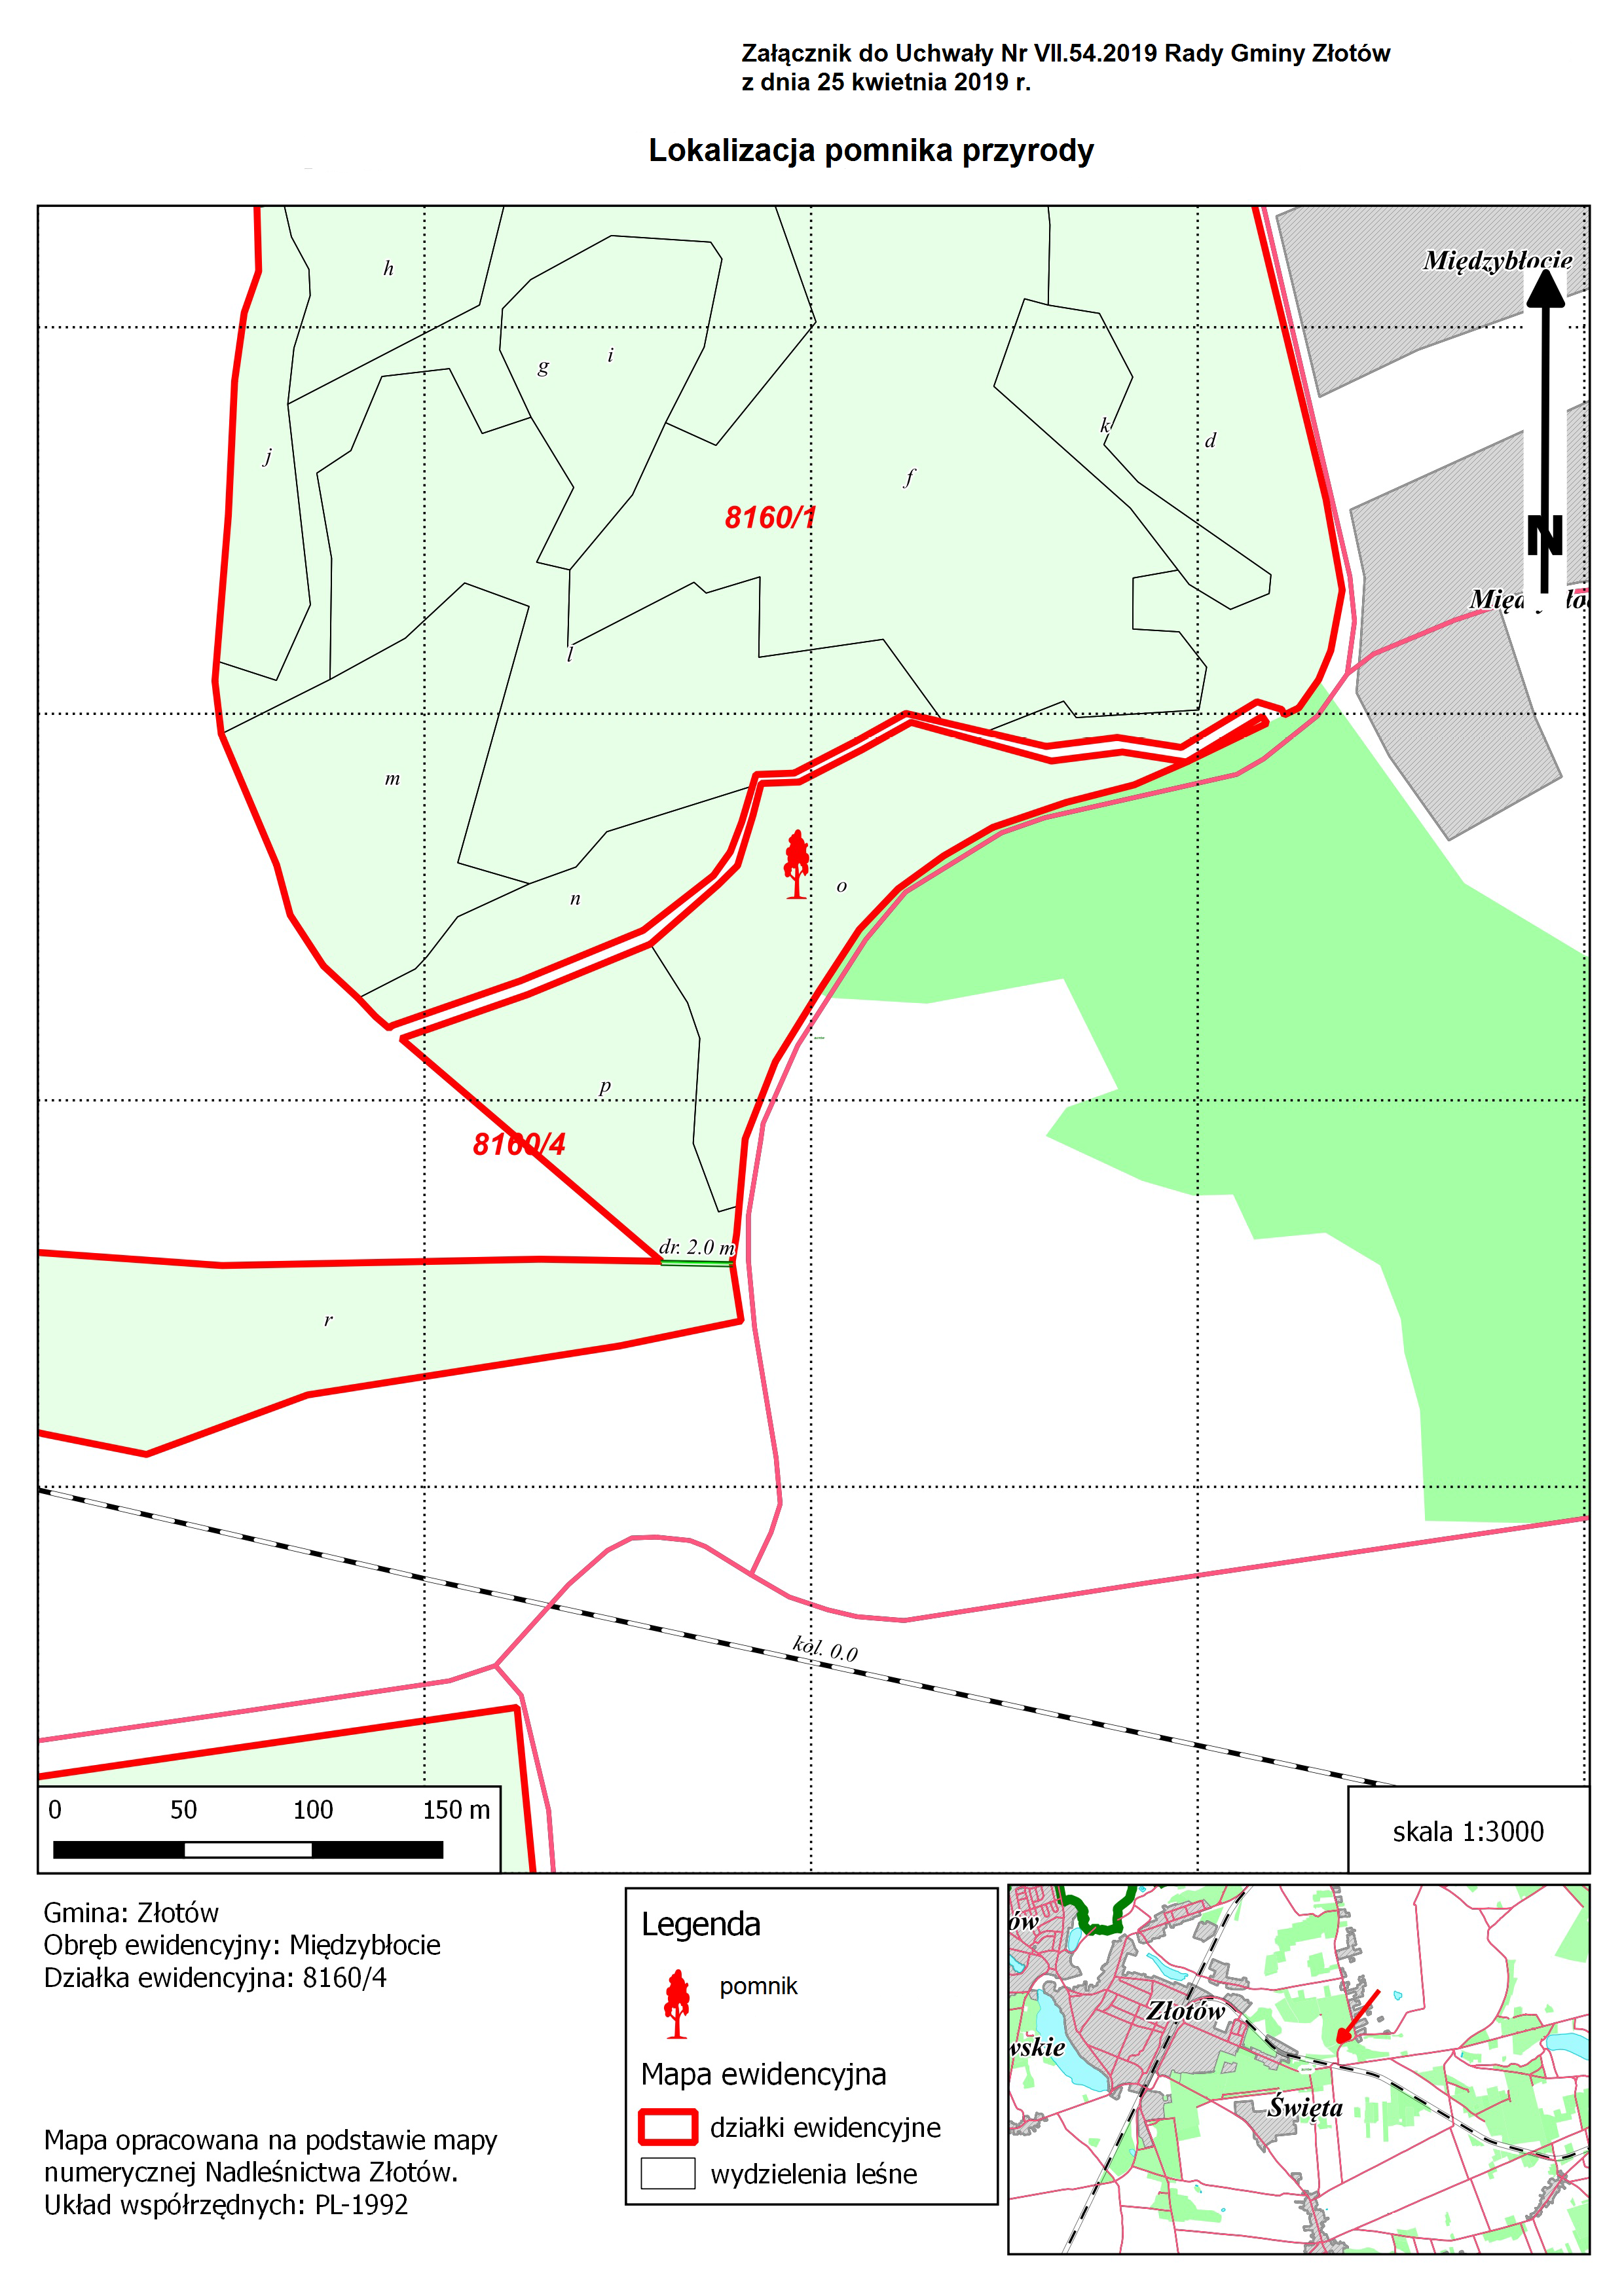 Załącznik do Uchwały Nr VII.54.2019 Rady Gminy Złotów
z dnia 25 kwietnia 2019 r.
Lokalizacja pomnika przyrody
Międzybłocie
h
i
g
k
d
j
f
8160/1
N
l
m
o
n
p
8160/4
dr. 2.0 m
r
kol. 0.0
0 50 100 150 m
skala 1:3000
Gmina: Złotów
Obręb ewidencyjny: Międzybłocie
Działka ewidencyjna: 8160/4
Mapa opracowana na podstawie mapy
numerycznej Nadleśnictwa Złotów.
Układ współrzędnych: PL-1992
Legenda
pomnik
Mapa ewidencyjna
działki ewidencyjne
wydzielenia leśne
ów
Złotów
wskie
Święta